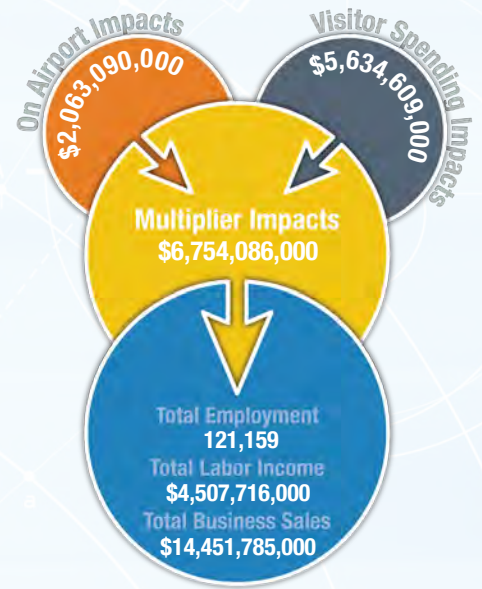 On Airport Impacts
$2,063,090,000
Visitor Spending Impacts
$5,634,609,000
Multiplier Impacts
$6,754,086,000
Total Employment
121,159
Total Labor Income
$4,507,716,000
Total Business Sales
$14,451,785,000